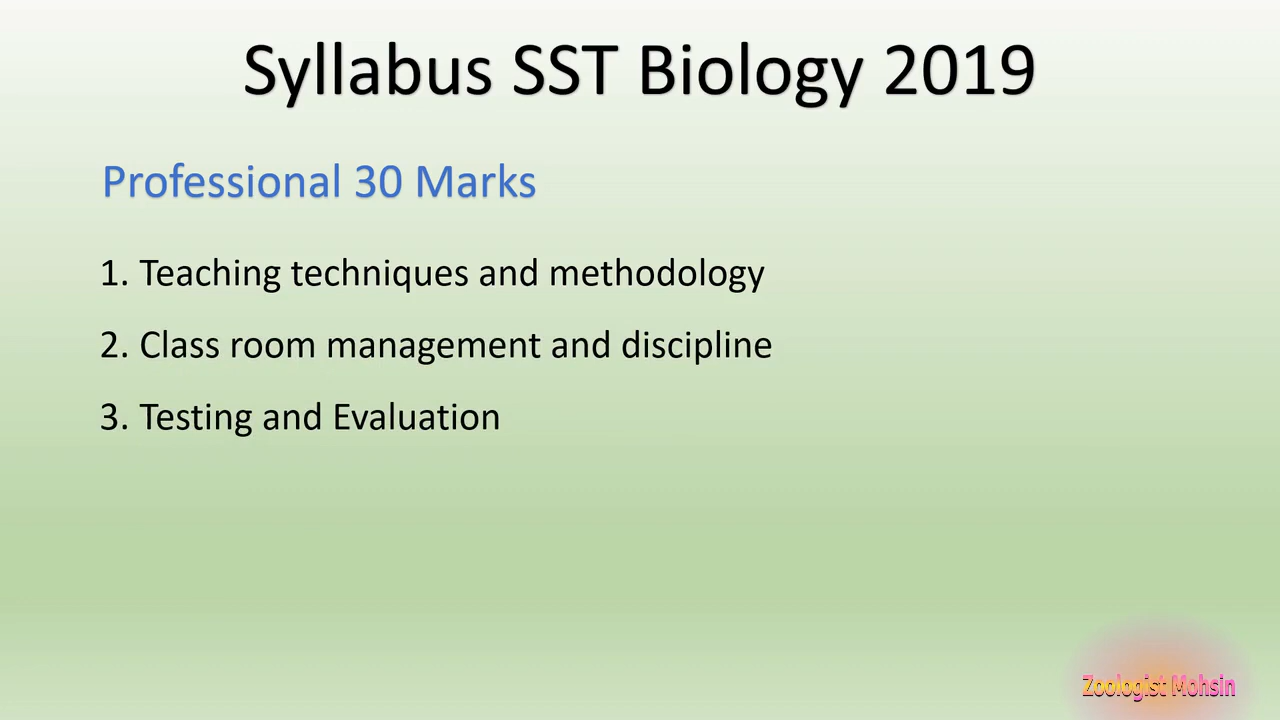 Syllabus SST Biology 2019
Professional 30 Marks
1. Teaching techniques and methodology
2. Class room management and discipline
3. Testing and Evaluation
Zoologist Mohsin